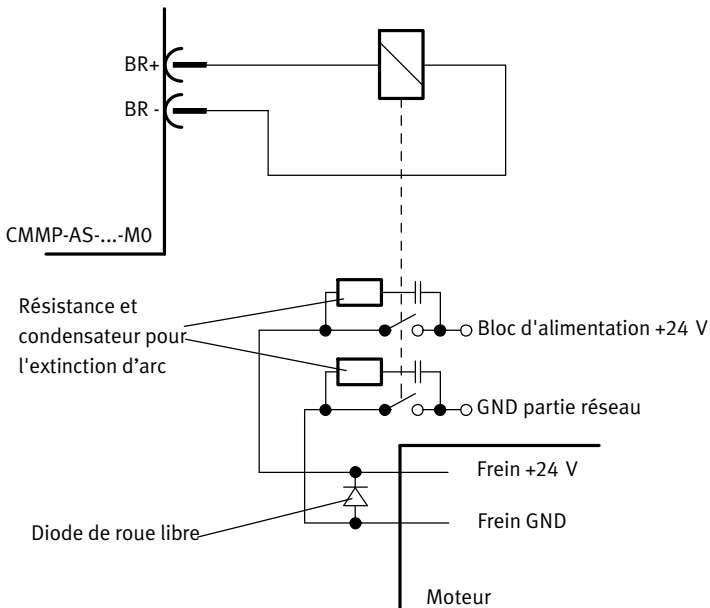 BR+
BR -
CMMP-AS-...-M0
Résistance et
condensateur pour
l'extinction d’arc
Bloc d'alimentation +24 V
GND partie réseau
Frein +24 V
Diode de roue libre
Frein GND
Moteur